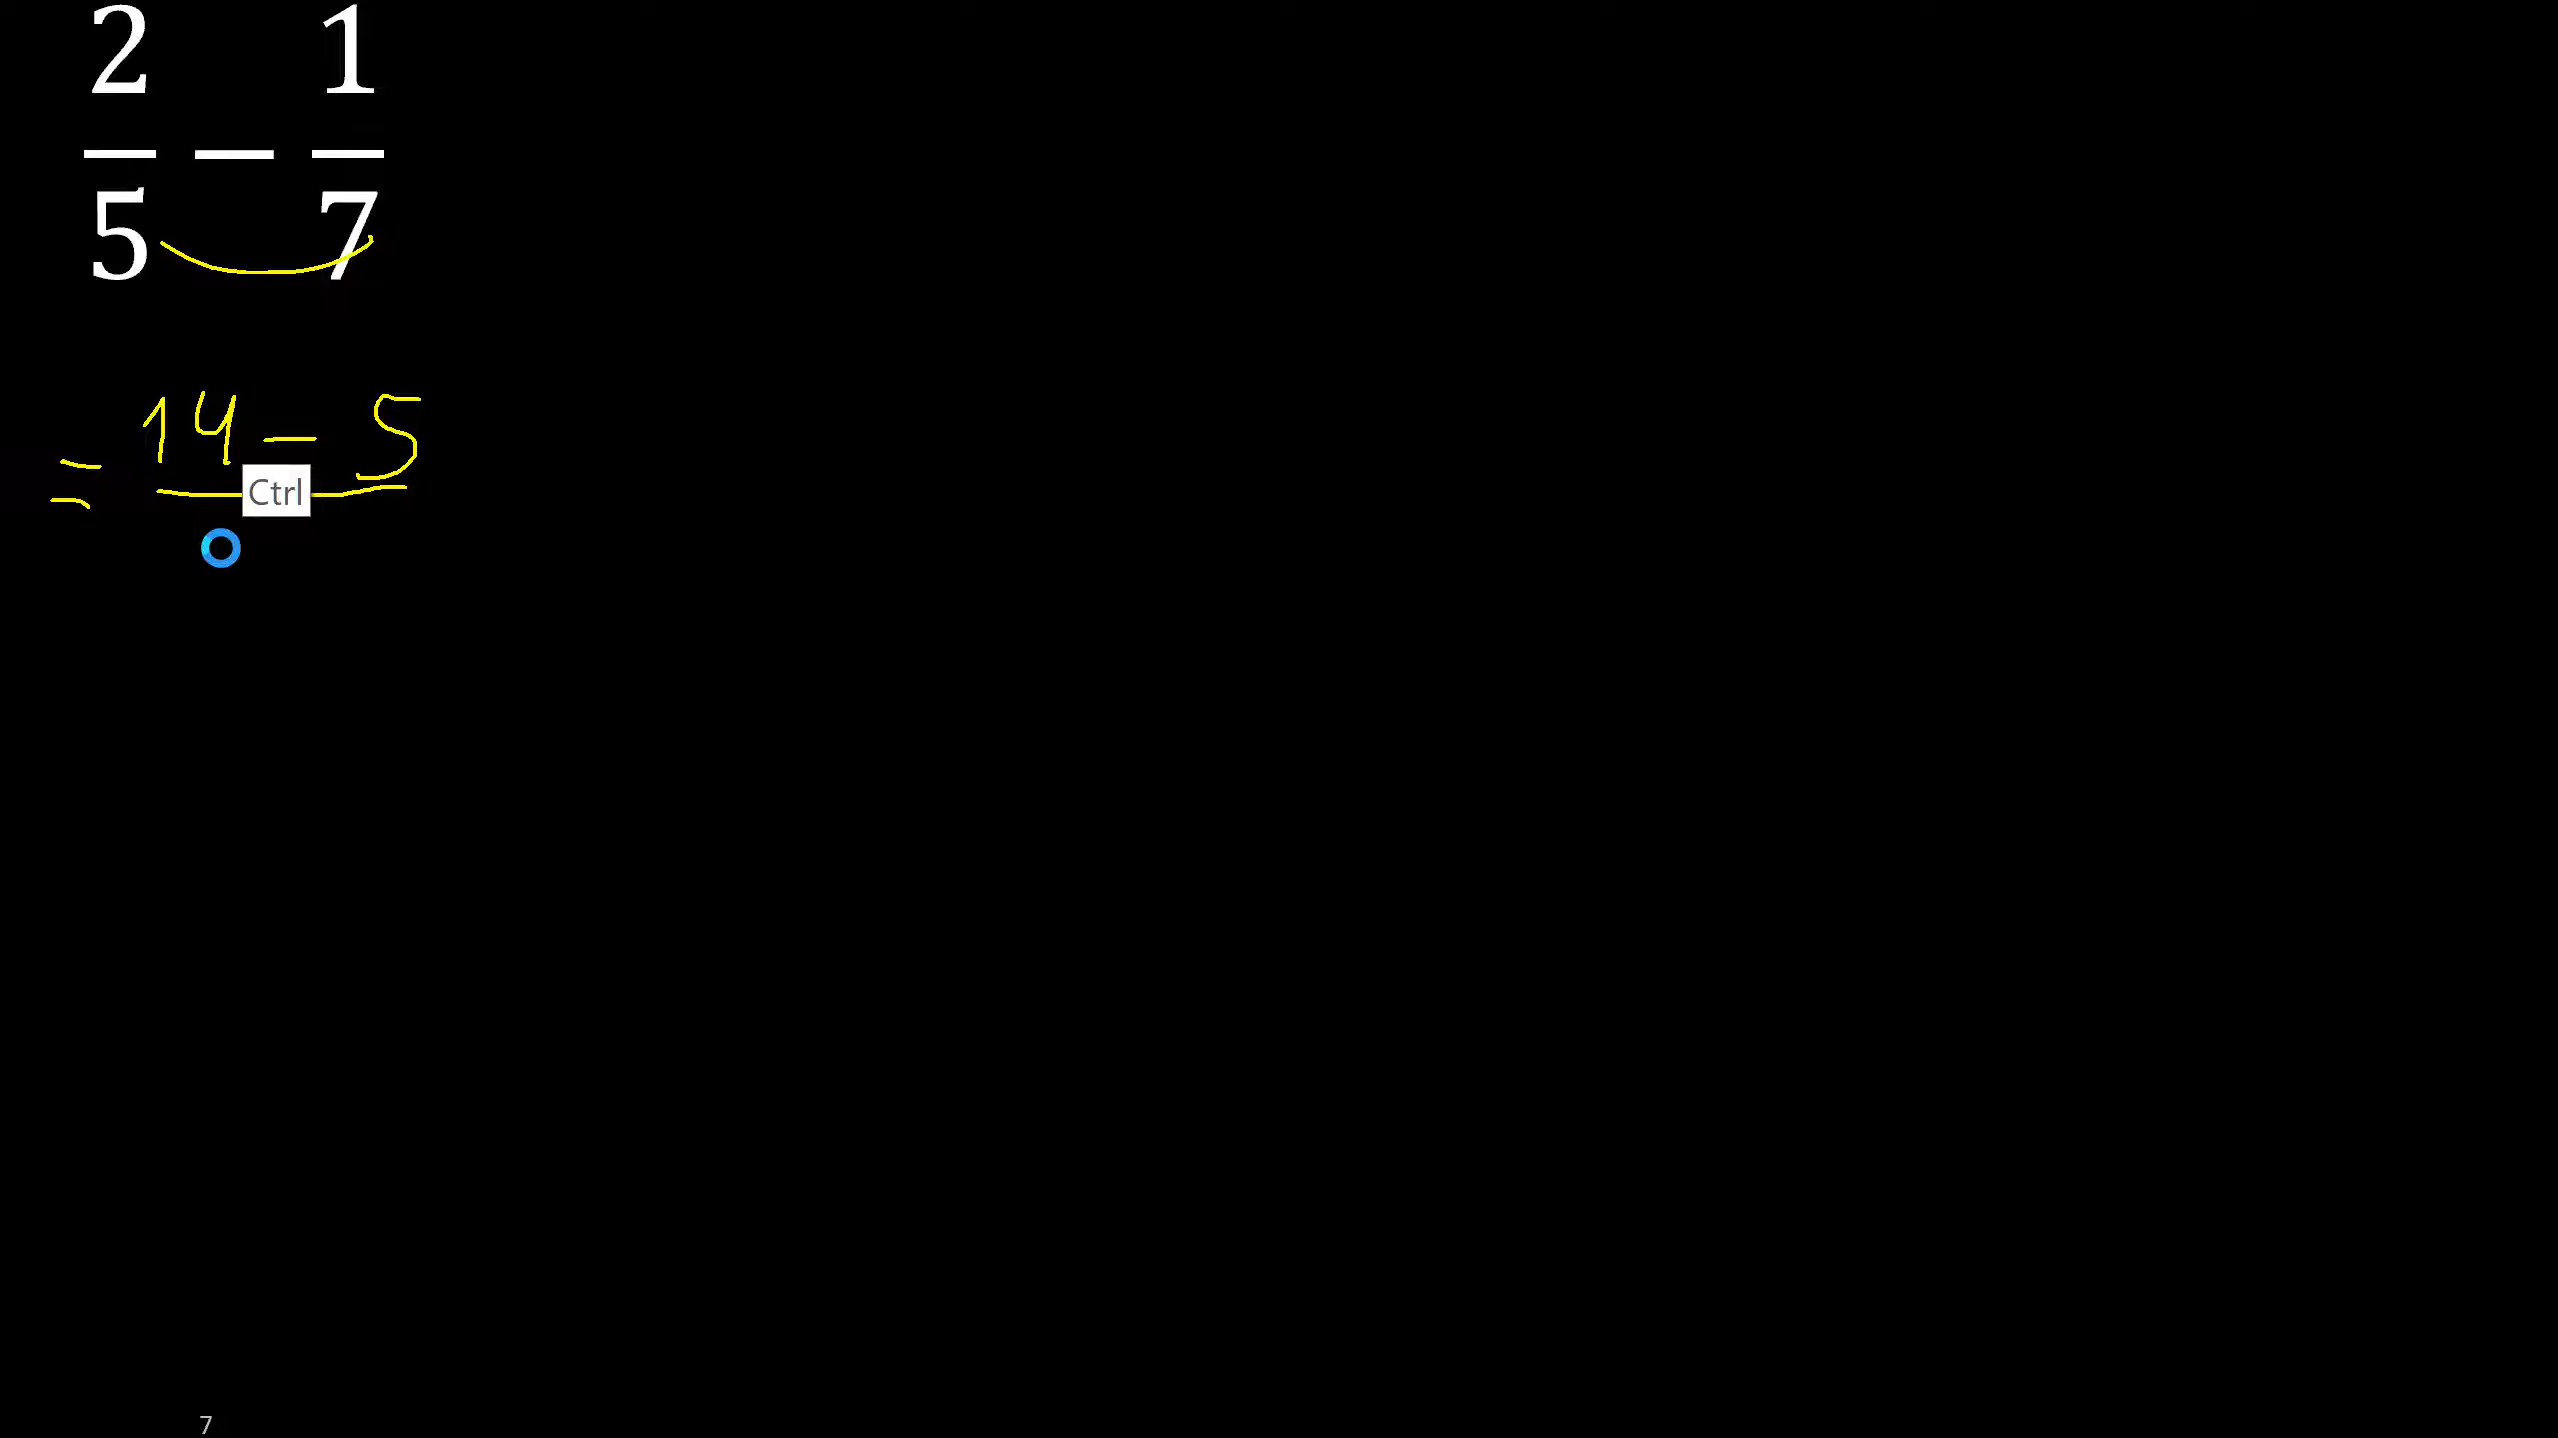 2 1
— — —
5 7
= 14 - 5
Ctrl
7